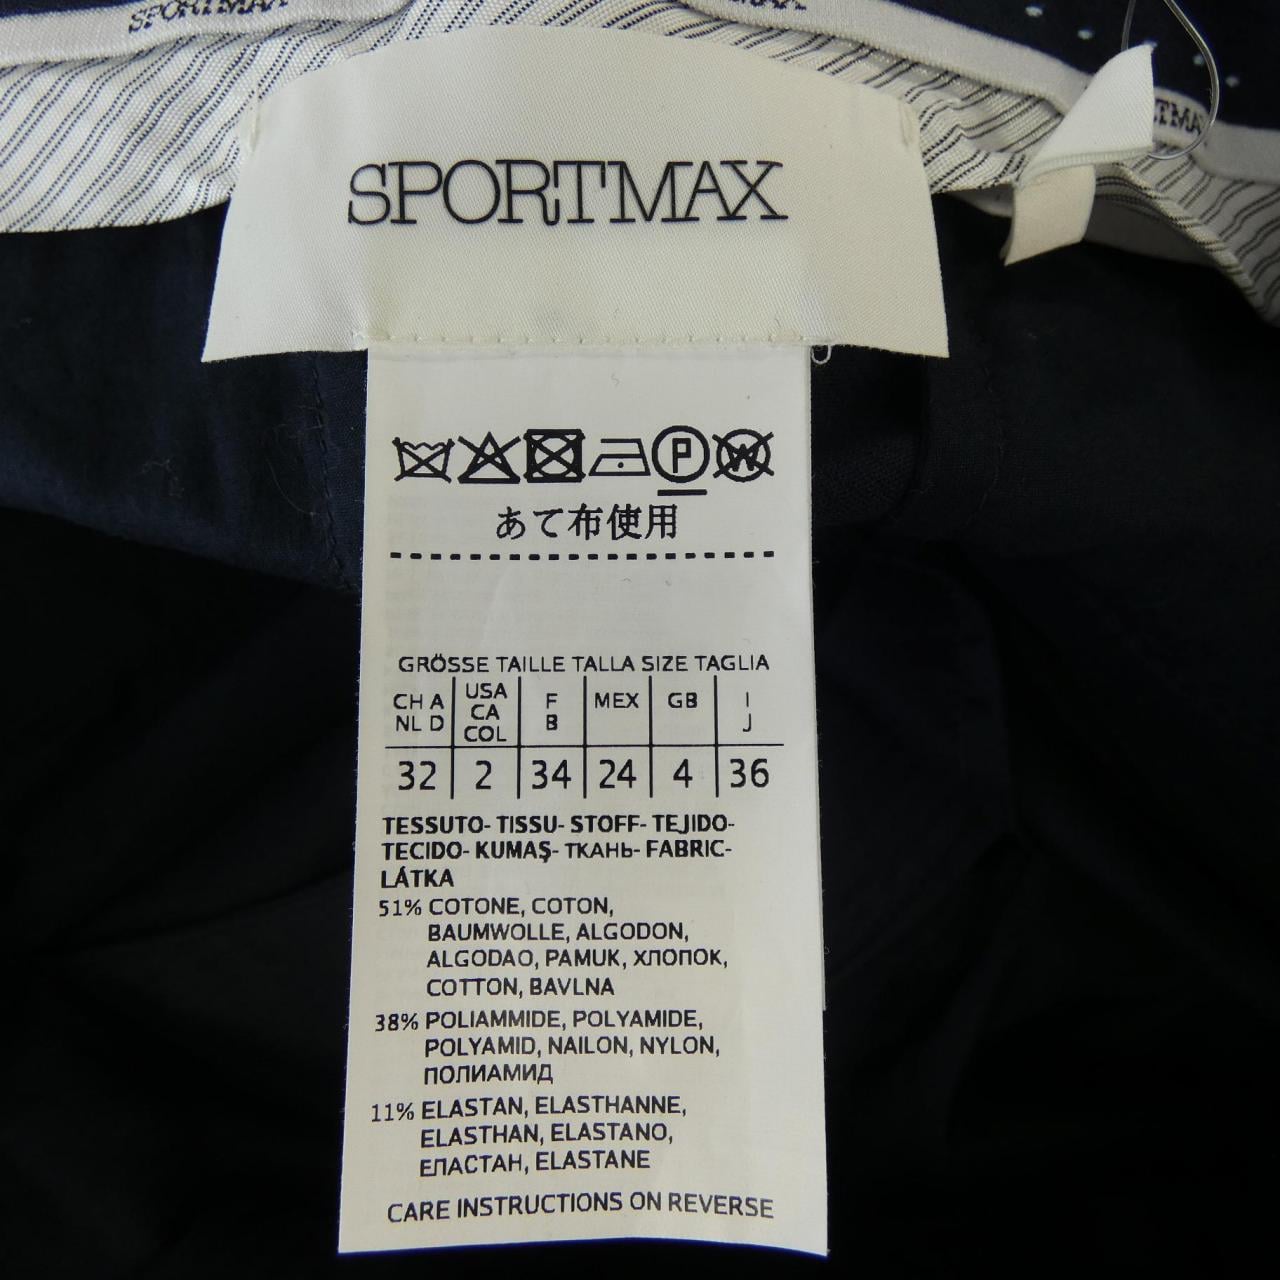 SPORTMAX
SPORTMAX
P
W
あて布使用
GRÖSSE TAILLE TALLA SIZE TAGLIA
CH A NL D | USA CA COL | F B | MEX | GB | I J
32 | 2 | 34 | 24 | 4 | 36
TESSUTO- TISSU- STOFF- TEJIDO-
TECIDO- KUMAŞ- ТКАНЬ- FABRIC-
LÁTKA
51% COTONE, COTON,
BAUMWOLLE, ALGODON,
ALGODAO, PAMUK, ХЛОПОК,
COTTON, BAVLNA
38% POLIAMMIDE, POLYAMIDE,
POLYAMID, NAILON, NYLON,
ПОЛИАМИД
11% ELASTAN, ELASTHANNE,
ELASTHAN, ELASTANO,
ЕЛАСТАН, ELASTANE
CARE INSTRUCTIONS ON REVERSE